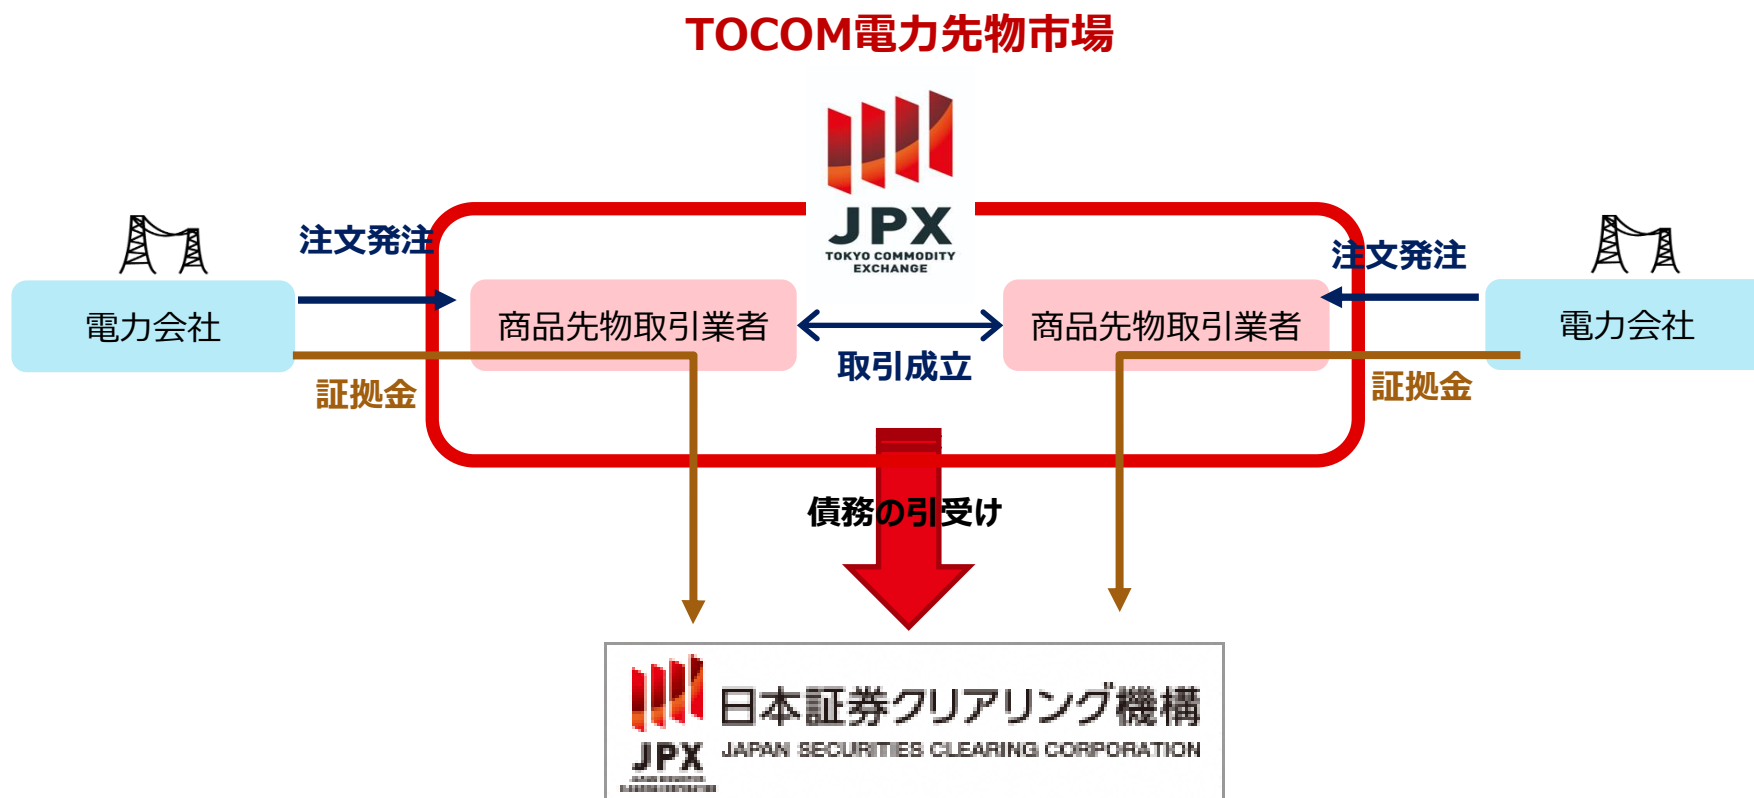 TOCOM電力先物市場
JPX
TOKYO COMMODITY
EXCHANGE
注文発注
注文発注
電力会社
商品先物取引業者
商品先物取引業者
電力会社
取引成立
証拠金
証拠金
債務の引受け
日本証券クリアリング機構
JAPAN SECURITIES CLEARING CORPORATION
JPX